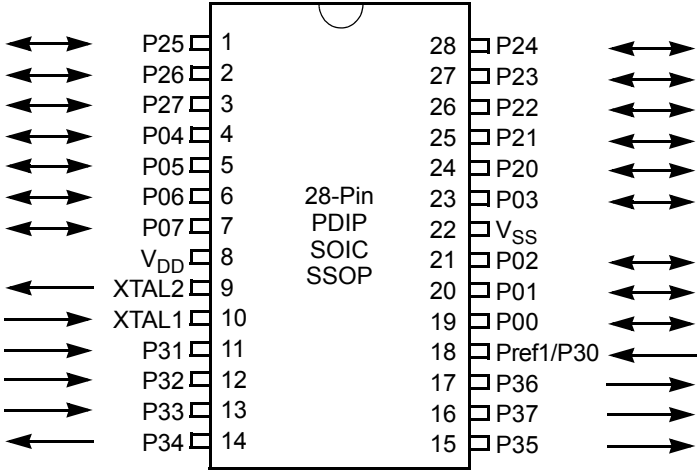 P25 1 28 P24
P26 2 27 P23
P27 3 26 P22
P04 4 25 P21
P05 5 24 P20
P06 6 28-Pin 23 P03
P07 7 PDIP 22 VSS
VDD 8 SOIC 21 P02
XTAL2 9 SSOP 20 P01
XTAL1 10 19 P00
P31 11 18 Pref1/P30
P32 12 17 P36
P33 13 16 P37
P34 14 15 P35